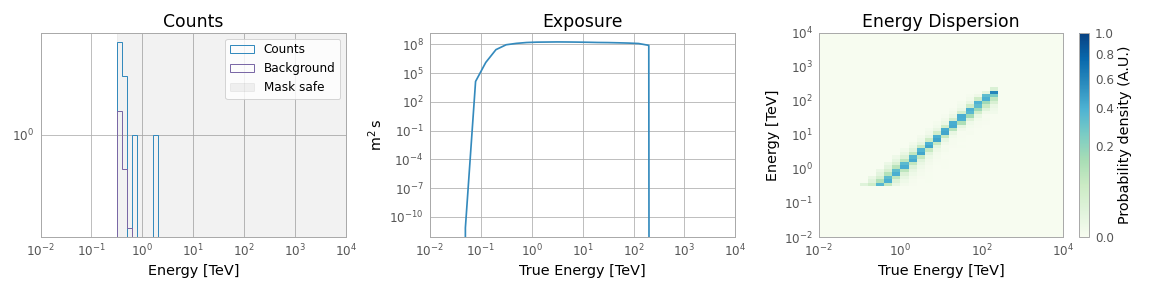 Counts
Counts
Background
Mask safe
10^0
10^-2 10^-1 10^0 10^1 10^2 10^3 10^4
Energy [TeV]
Exposure
m^2 s
10^8
10^5
10^2
10^-1
10^-4
10^-7
10^-10
10^-2 10^-1 10^0 10^1 10^2 10^3 10^4
True Energy [TeV]
Energy Dispersion
Energy [TeV]
10^4
10^3
10^2
10^1
10^0
10^-1
10^-2
10^-2 10^0 10^2 10^4
True Energy [TeV]
1.0
0.8
0.6
0.4
0.2
0.0
Probability density (A.U.)